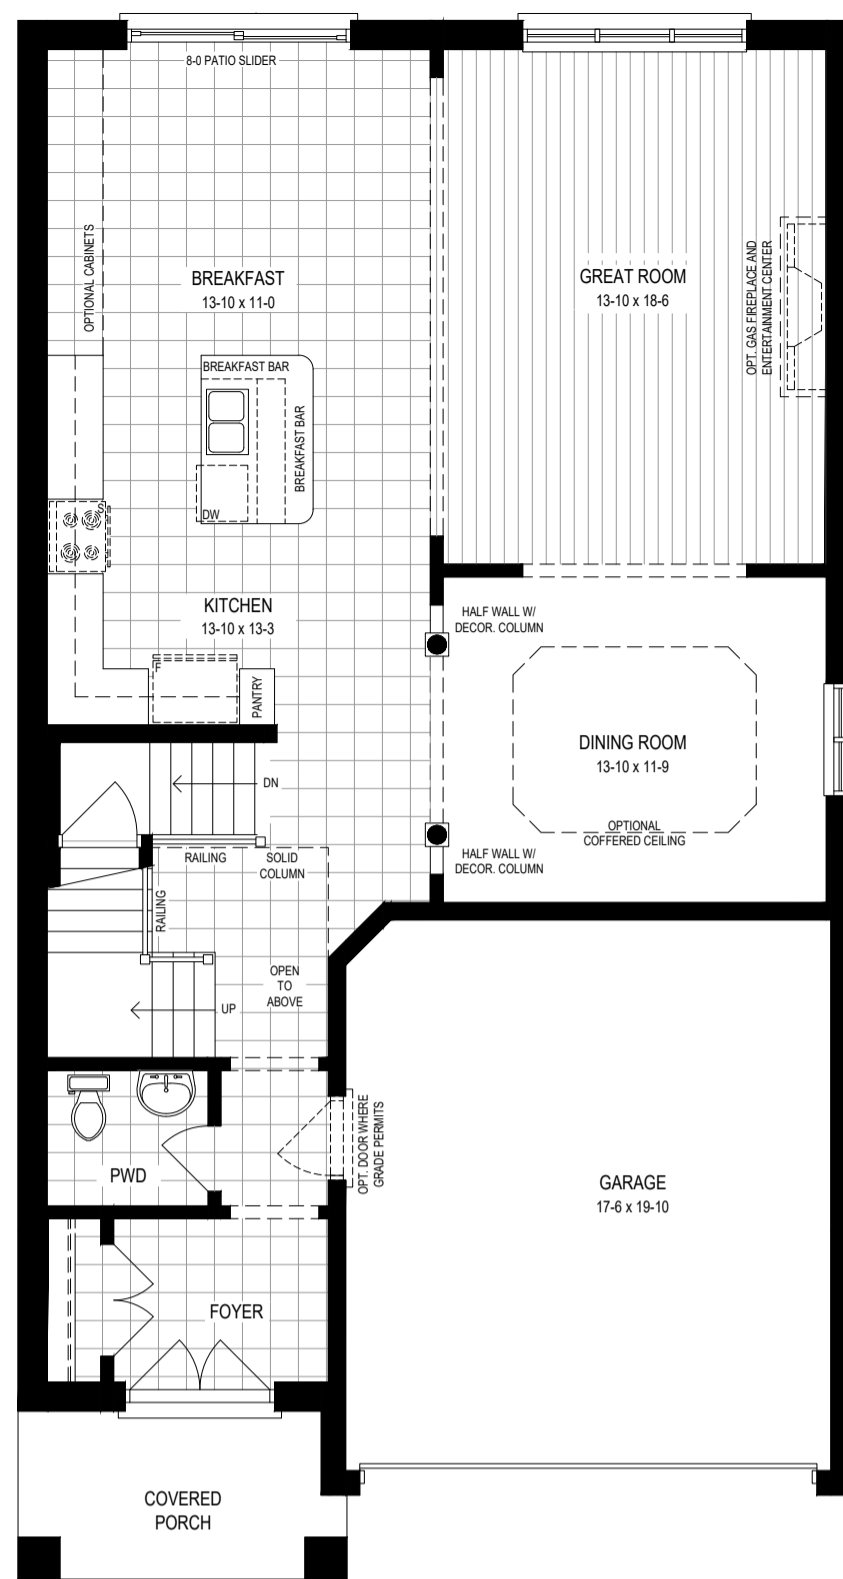 8-0 PATIO SLIDER
OPTIONAL CABINETS
BREAKFAST
13-10 x 11-0
GREAT ROOM
13-10 x 18-6
OPT. GAS FIREPLACE AND
ENTERTAINMENT CENTER
BREAKFAST BAR
BREAKFAST BAR
DW
S
KITCHEN
13-10 x 13-3
F
PANTRY
HALF WALL W/
DECOR. COLUMN
DINING ROOM
13-10 x 11-9
OPTIONAL
COFFERED CEILING
HALF WALL W/
DECOR. COLUMN
DN
RAILING
SOLID
COLUMN
RAILING
OPEN
TO
ABOVE
UP
PWD
OPT. DOOR WHERE
GRADE PERMITS
GARAGE
17-6 x 19-10
FOYER
COVERED
PORCH